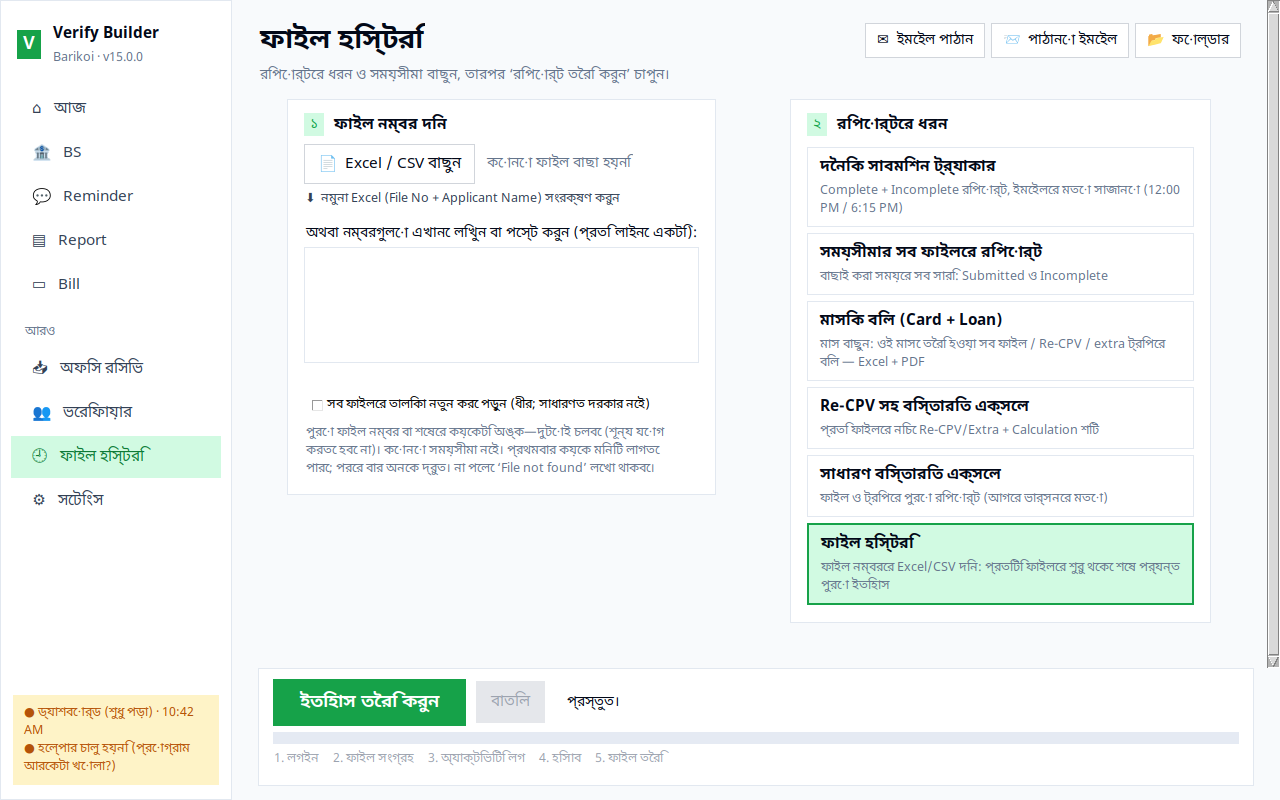 V
Verify Builder
Barikoi · v15.0.0
আজ
BS
Reminder
Report
Bill
আরও
অফিস রিসিভ
ভেরিফায়ার
ফাইল হিস্টরি
সেটিংস
● ড্যাশবোর্ড (শুধু পড়া) · 10:42
AM
● হেল্পার চালু হয়নি (প্রোগ্রাম
আরেকটা খোলা?)
ফাইল হিস্টরি
রিপোর্টের ধরন ও সময়সীমা বাছুন, তারপর ‘রিপোর্ট তৈরি করুন’ চাপুন।
ইমেইল পাঠান
পাঠানো ইমেইল
ফোল্ডার
১ ফাইল নম্বর দিন
Excel / CSV বাছুন
কোনো ফাইল বাছা হয়নি
⬇ নমুনা Excel (File No + Applicant Name) সংরক্ষণ করুন
অথবা নম্বরগুলো এখানে লিখুন বা পেস্ট করুন (প্রতি লাইনে একটি):
সব ফাইলের তালিকা নতুন করে পড়ুন (ধীর; সাধারণত দরকার নেই)
পুরো ফাইল নম্বর বা শেষের কয়েকটি অঙ্ক—দুটোই চলবে (শূন্য যোগ
করতে হবে না)। কোনো সময়সীমা নেই। প্রথমবার কয়েক মিনিট লাগতে
পারে; পরের বার অনেক দ্রুত। না পেলে ‘File not found’ লেখা থাকবে।
২ রিপোর্টের ধরন
দৈনিক সাবমিশন ট্র্যাকার
Complete + Incomplete রিপোর্ট, ইমেইলের মতো সাজানো (12:00
PM / 6:15 PM)
সময়সীমার সব ফাইলের রিপোর্ট
বাছাই করা সময়ের সব সারি: Submitted ও Incomplete
মাসিক বিল (Card + Loan)
মাস বাছুন: ওই মাসে তৈরি হওয়া সব ফাইল / Re-CPV / extra ট্রিপের
বিল — Excel + PDF
Re-CPV সহ বিস্তারিত এক্সেল
প্রতি ফাইলের নিচে Re-CPV/Extra + Calculation শিট
সাধারণ বিস্তারিত এক্সেল
ফাইল ও ট্রিপের পুরো রিপোর্ট (আগের ভার্সনের মতো)
ফাইল হিস্টরি
ফাইল নম্বরের Excel/CSV দিন: প্রতিটি ফাইলের শুরু থেকে শেষ পর্যন্ত
পুরো ইতিহাস
ইতিহাস তৈরি করুন
বাতিল
প্রস্তুত।
1. লগইন 2. ফাইল সংগ্রহ 3. অ্যাক্টিভিটি লগ 4. হিসাব 5. ফাইল তৈরি